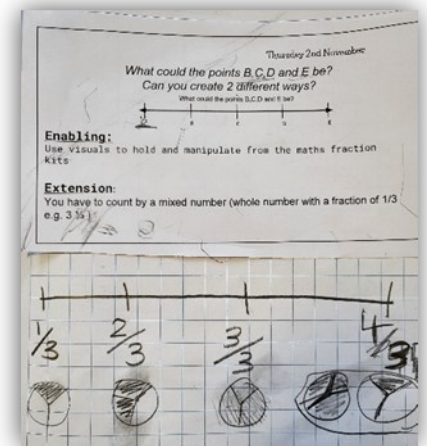 Thursday 2nd November
What could the points B,C,D and E be?
Can you create 2 different ways?
What could the points B,C,D and E be?
Enabling:
Use visuals to hold and manipulate from the maths fraction
kits
Extension:
You have to count by a mixed number (whole number with a fraction of 1/3
e.g. 3 ⅓)
1/3 2/3 3/3 4/3